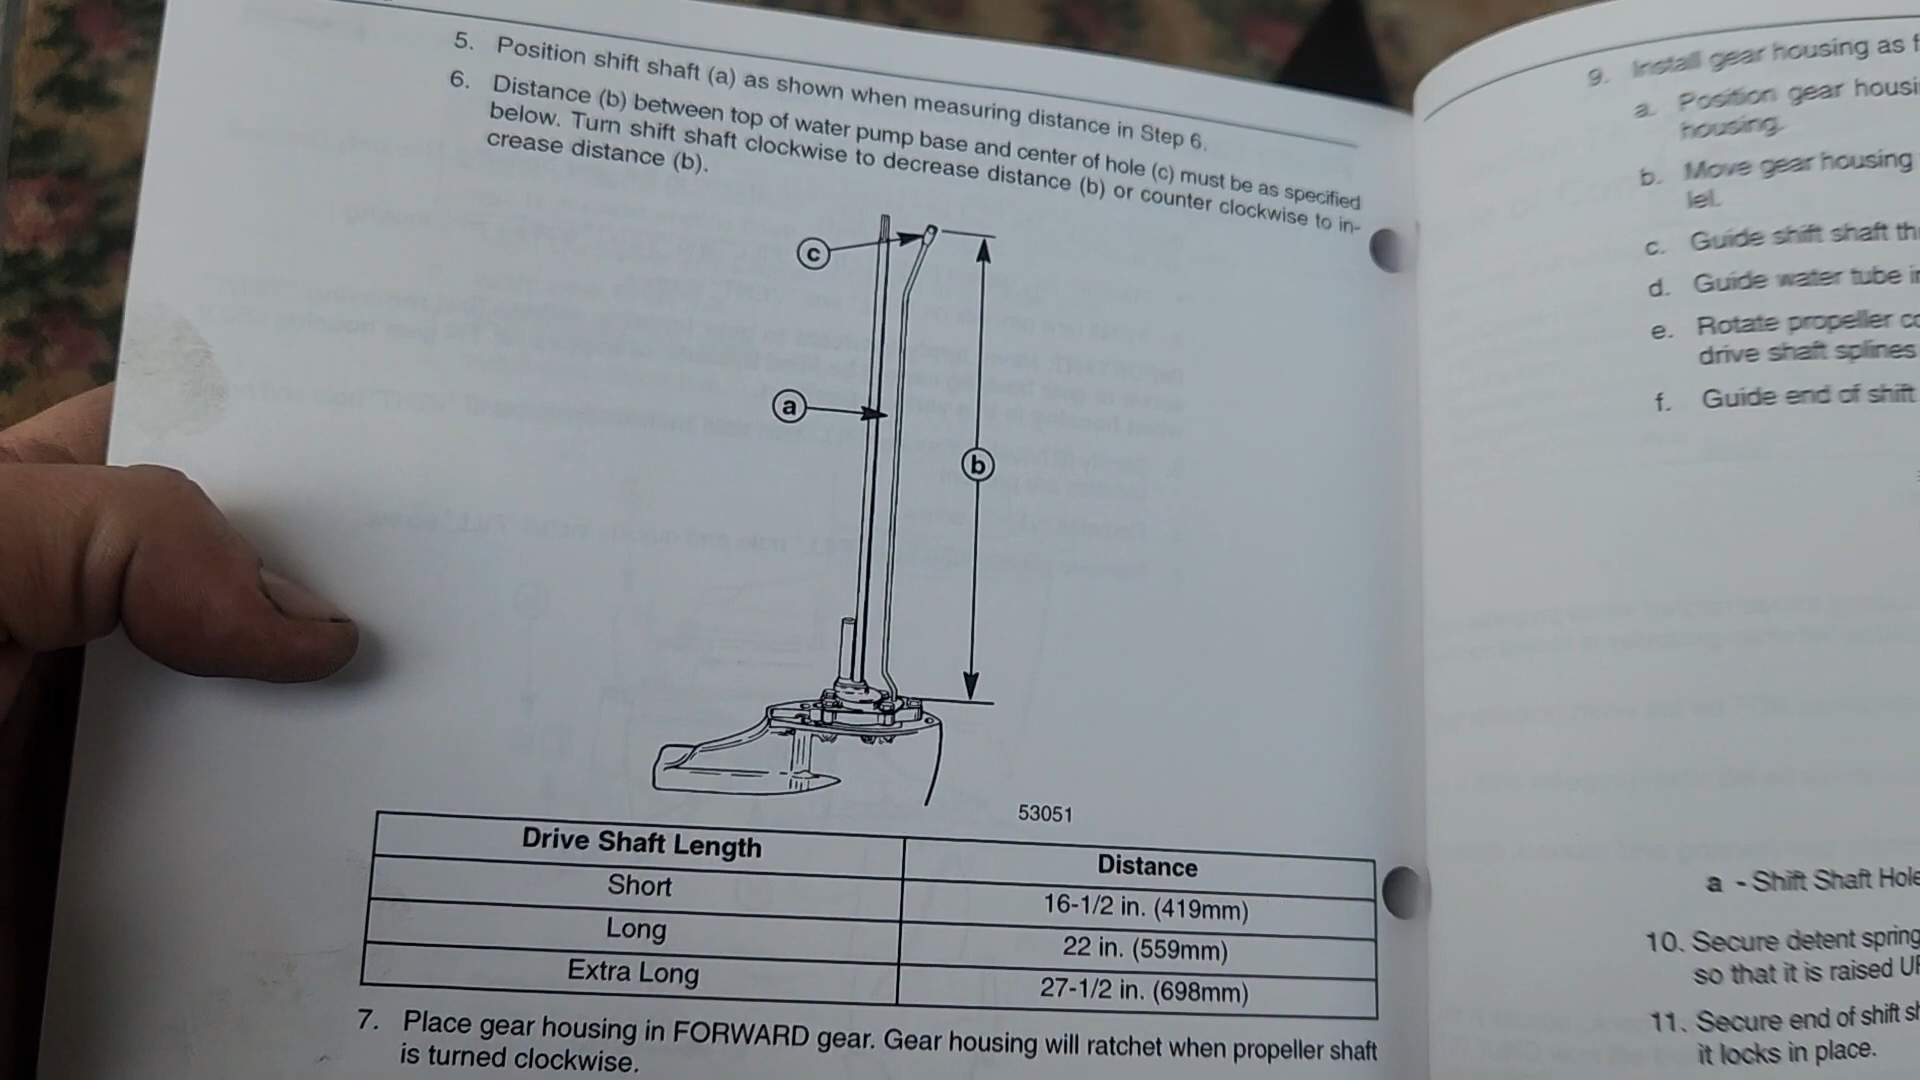 5. Position shift shaft (a) as shown when measuring distance in Step 6.
6. Distance (b) between top of water pump base and center of hole (c) must be as specified
below. Turn shift shaft clockwise to decrease distance (b) or counter clockwise to in-
crease distance (b).
c
a
b
53051
Drive Shaft Length Distance
Short 16-1/2 in. (419mm)
Long 22 in. (559mm)
Extra Long 27-1/2 in. (698mm)
7. Place gear housing in FORWARD gear. Gear housing will ratchet when propeller shaft
is turned clockwise.
9. Install gear housing as
a. Position gear
housing.
b. Move gear housing
lel.
c. Guide shift shaft
d. Guide water tube
e. Rotate propeller
drive shaft splines
f. Guide end of shift
a - Shift Shaft
10. Secure detent spring
so that it is raised
11. Secure end of shift
it locks in place.